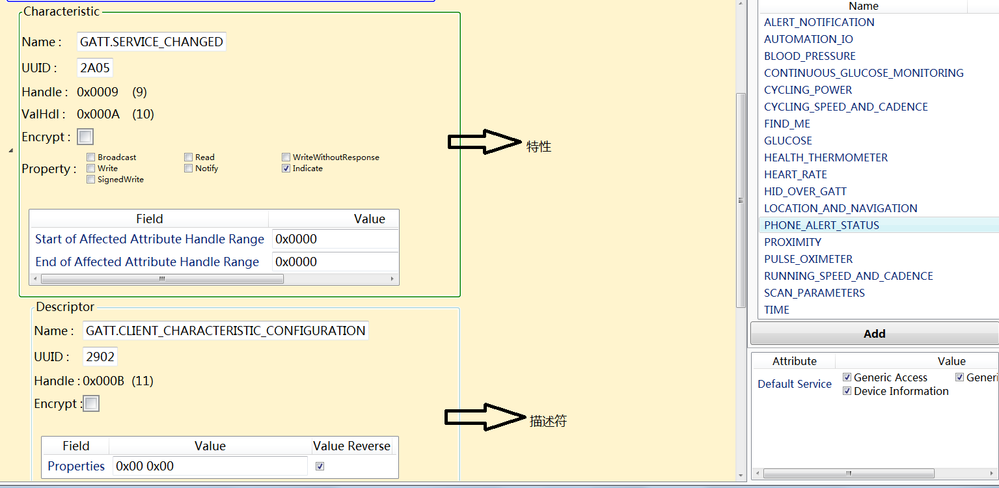 Characteristic
Name : GATT.SERVICE_CHANGED
UUID : 2A05
Handle : 0x0009 (9)
ValHdl : 0x000A (10)
Encrypt :
Property :
Broadcast Read WriteWithoutResponse
Write Notify Indicate
SignedWrite
Field Value
Start of Affected Attribute Handle Range 0x0000
End of Affected Attribute Handle Range 0x0000
特性
Descriptor
Name : GATT.CLIENT_CHARACTERISTIC_CONFIGURATION
UUID : 2902
Handle : 0x000B (11)
Encrypt :
描述符
Field Value Value Reverse
Properties 0x00 0x00
Name
ALERT_NOTIFICATION
AUTOMATION_IO
BLOOD_PRESSURE
CONTINUOUS_GLUCOSE_MONITORING
CYCLING_POWER
CYCLING_SPEED_AND_CADENCE
FIND_ME
GLUCOSE
HEALTH_THERMOMETER
HEART_RATE
HID_OVER_GATT
LOCATION_AND_NAVIGATION
PHONE_ALERT_STATUS
PROXIMITY
PULSE_OXIMETER
RUNNING_SPEED_AND_CADENCE
SCAN_PARAMETERS
TIME
Add
Attribute Value
Default Service
Generic Access Generi
Device Information